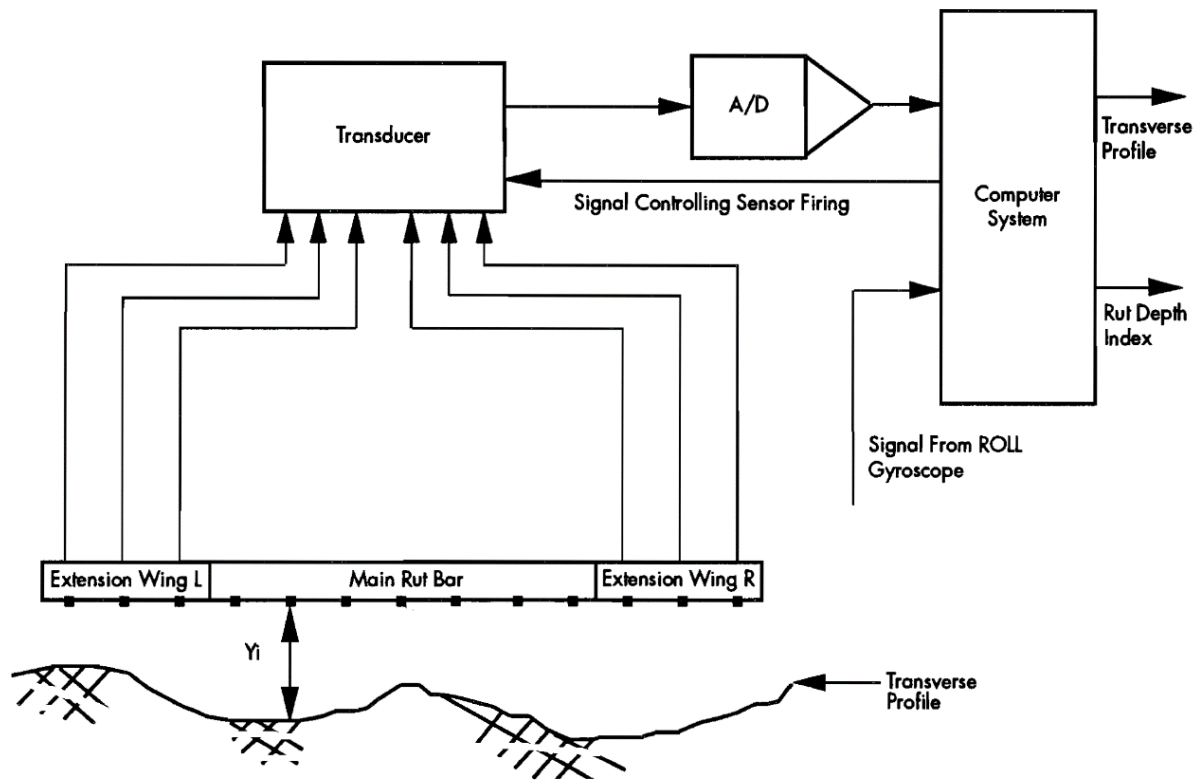 Transducer
A/D
Transverse
Profile
Signal Controlling Sensor Firing
Computer
System
Rut Depth
Index
Signal From ROLL
Gyroscope
Extension Wing L
Main Rut Bar
Extension Wing R
Yi
Transverse
Profile